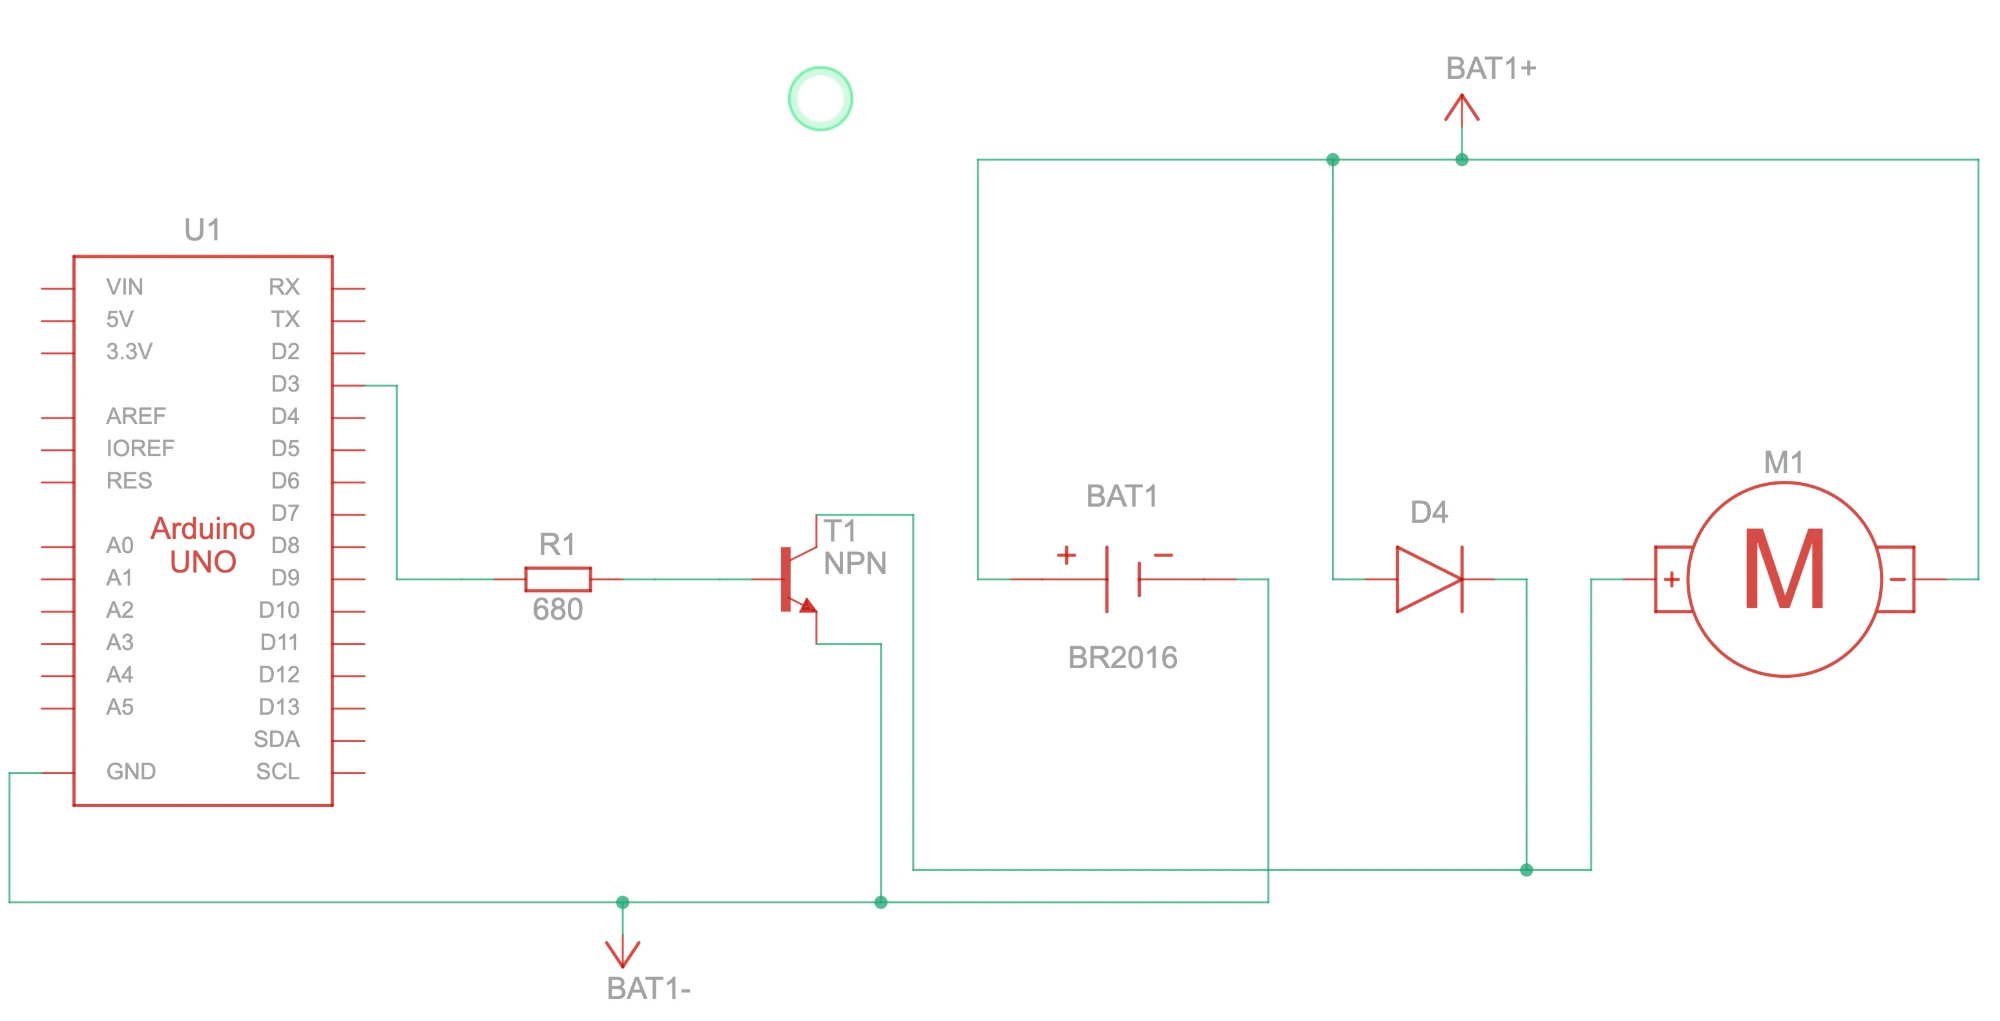 BAT1+
U1
VIN RX
5V TX
3.3V D2
D3
AREF D4
IOREF D5
RES D6
D7
Arduino
UNO
A0 D8
A1 D9
A2 D10
A3 D11
A4 D12
A5 D13
SDA
GND SCL
R1
680
T1
NPN
BAT1
+ −
BR2016
D4
M1
+ M −
BAT1-